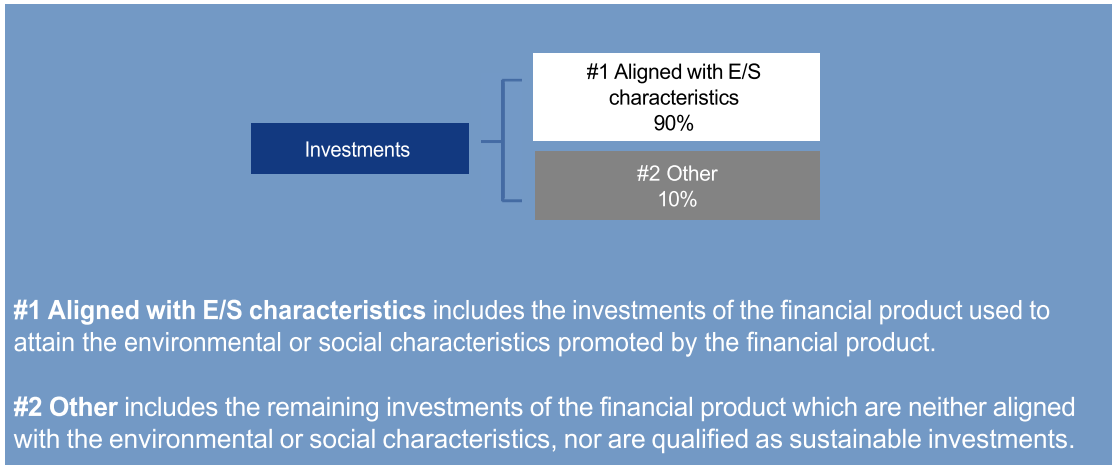 Investments
#1 Aligned with E/S
characteristics
90%
#2 Other
10%
#1 Aligned with E/S characteristics includes the investments of the financial product used to
attain the environmental or social characteristics promoted by the financial product.
#2 Other includes the remaining investments of the financial product which are neither aligned
with the environmental or social characteristics, nor are qualified as sustainable investments.